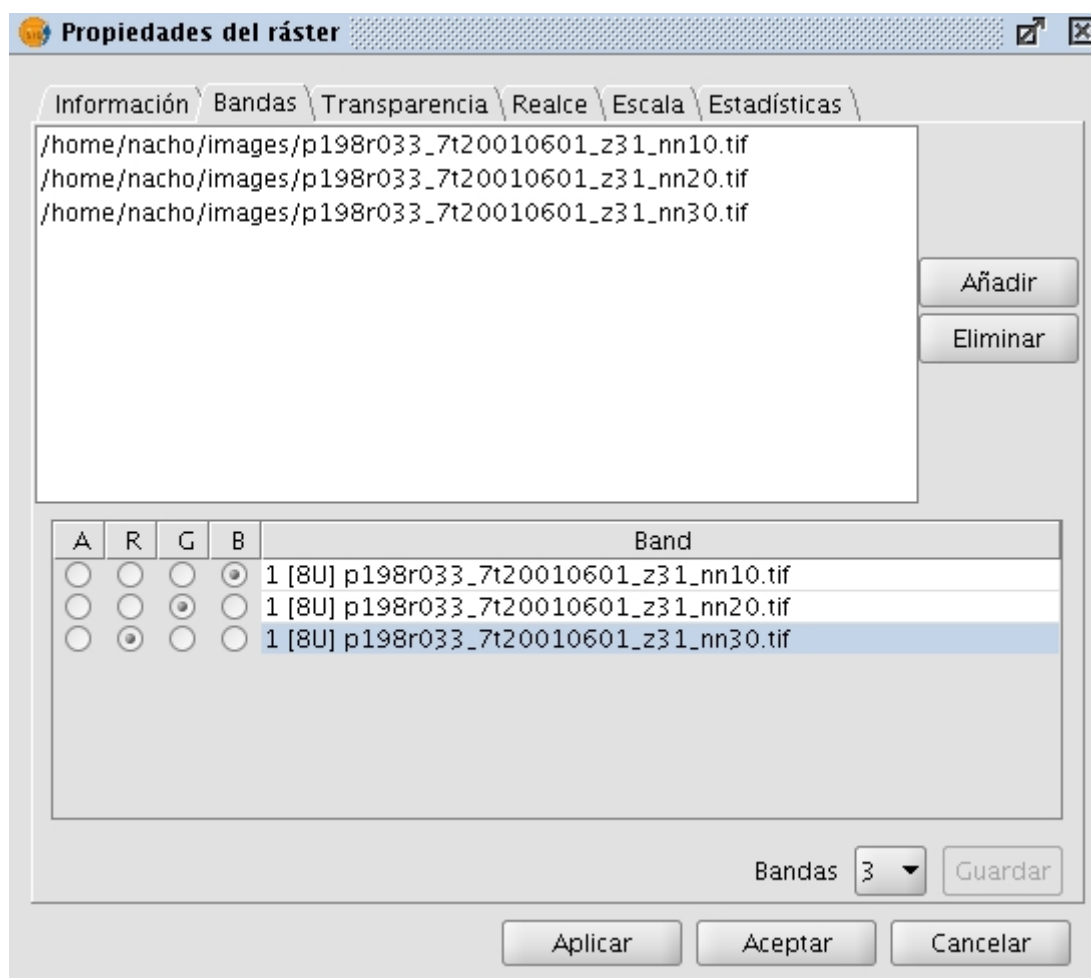 Propiedades del ráster
Información Bandas Transparencia Realce Escala Estadísticas
/home/nacho/images/p198r033_7t20010601_z31_nn10.tif
/home/nacho/images/p198r033_7t20010601_z31_nn20.tif
/home/nacho/images/p198r033_7t20010601_z31_nn30.tif
Añadir
Eliminar
A R G B Band
1 [8U] p198r033_7t20010601_z31_nn10.tif
1 [8U] p198r033_7t20010601_z31_nn20.tif
1 [8U] p198r033_7t20010601_z31_nn30.tif
Bandas 3 Guardar
Aplicar Aceptar Cancelar